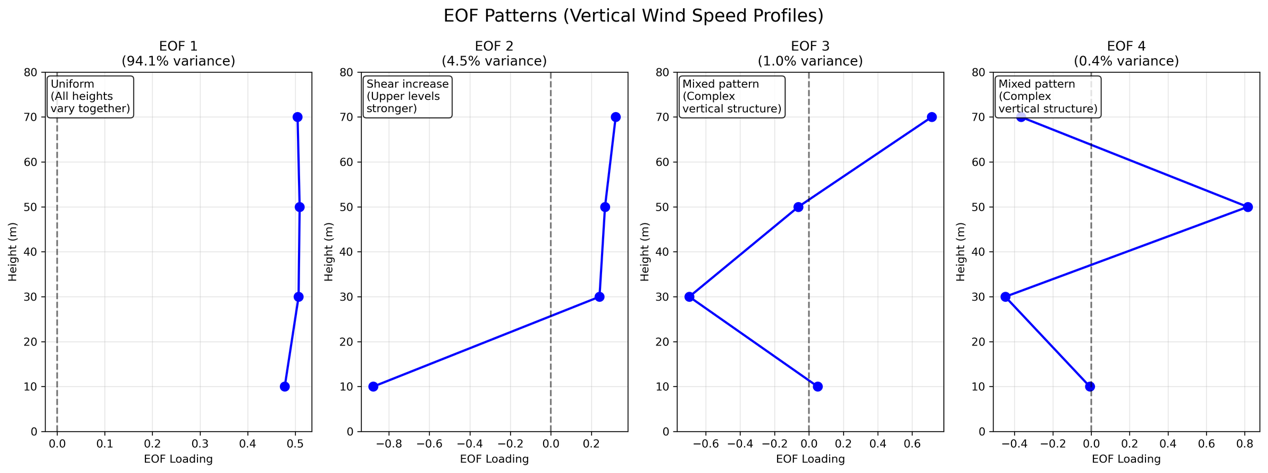 EOF Patterns (Vertical Wind Speed Profiles)
EOF 1
(94.1% variance)
Uniform
(All heights
vary together)
80
70
60
50
40
30
20
10
0
Height (m)
0.0 0.1 0.2 0.3 0.4 0.5
EOF Loading
EOF 2
(4.5% variance)
Shear increase
(Upper levels
stronger)
80
70
60
50
40
30
20
10
0
Height (m)
−0.8 −0.6 −0.4 −0.2 0.0 0.2
EOF Loading
EOF 3
(1.0% variance)
Mixed pattern
(Complex
vertical structure)
80
70
60
50
40
30
20
10
0
Height (m)
−0.6 −0.4 −0.2 0.0 0.2 0.4 0.6
EOF Loading
EOF 4
(0.4% variance)
Mixed pattern
(Complex
vertical structure)
80
70
60
50
40
30
20
10
0
Height (m)
−0.4 −0.2 0.0 0.2 0.4 0.6 0.8
EOF Loading